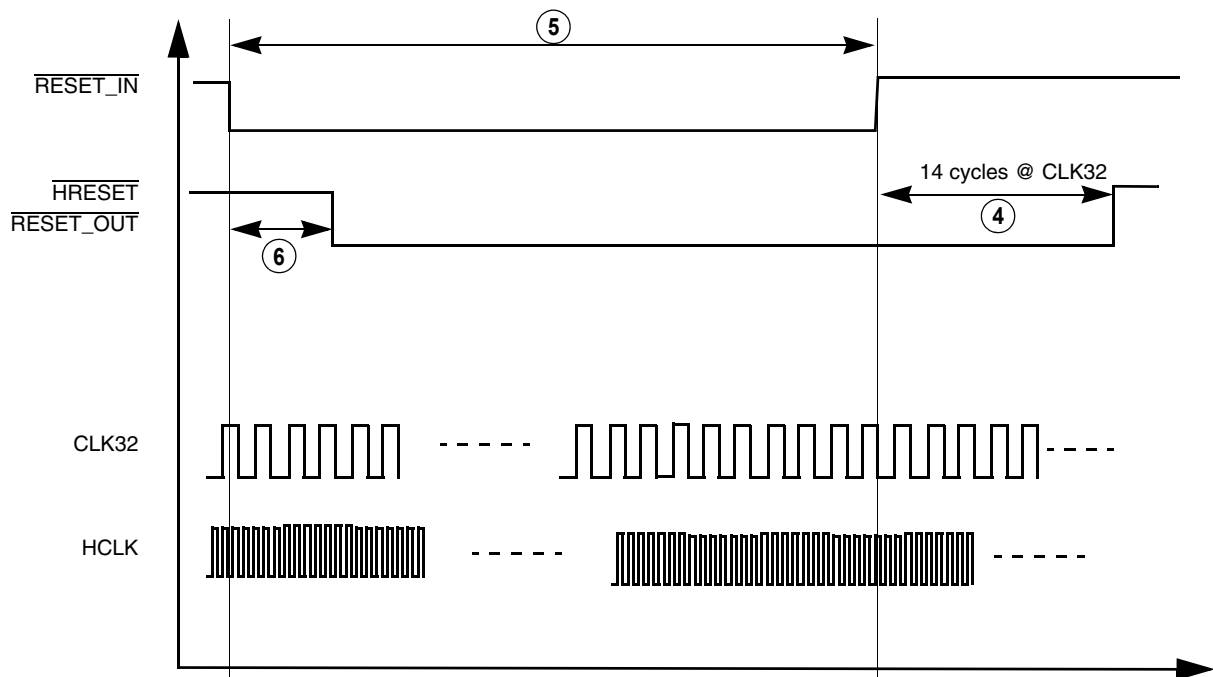 5
RESET_IN
14 cycles @ CLK32
HRESET
4
RESET_OUT
6
CLK32
HCLK